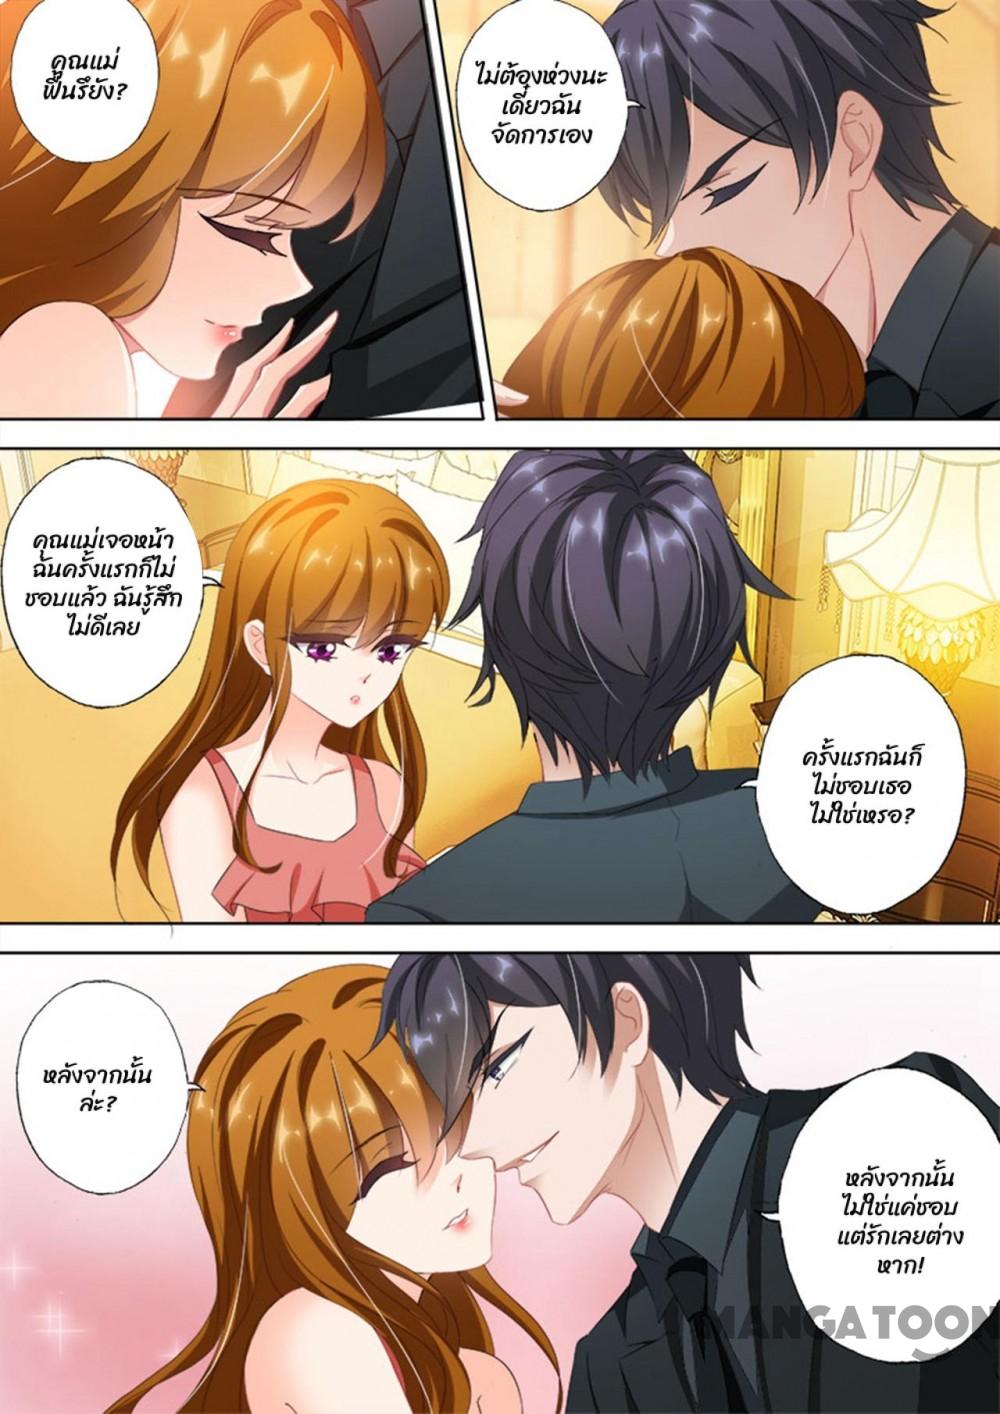 คุณแม่
ฟื้นรึยัง?
ไม่ต้องห่วงนะ
เดี๋ยวฉัน
จัดการเอง
คุณแม่เจอหน้า
ฉันครั้งแรกก็ไม่
ชอบแล้ว ฉันรู้สึก
ไม่ดีเลย
ครั้งแรกฉันก็
ไม่ชอบเธอ
ไม่ใช่เหรอ?
หลังจากนั้น
ล่ะ?
หลังจากนั้น
ไม่ใช่แค่ชอบ
แต่รักเลยต่าง
หาก!
MANGATOON